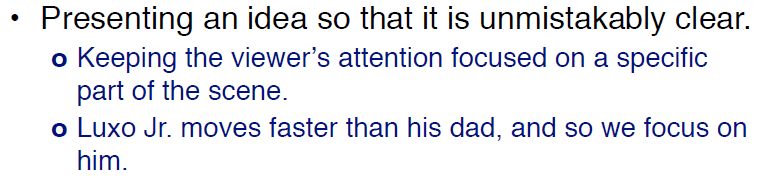 • Presenting an idea so that it is unmistakably clear.
o Keeping the viewer's attention focused on a specific
part of the scene.
o Luxo Jr. moves faster than his dad, and so we focus on
him.